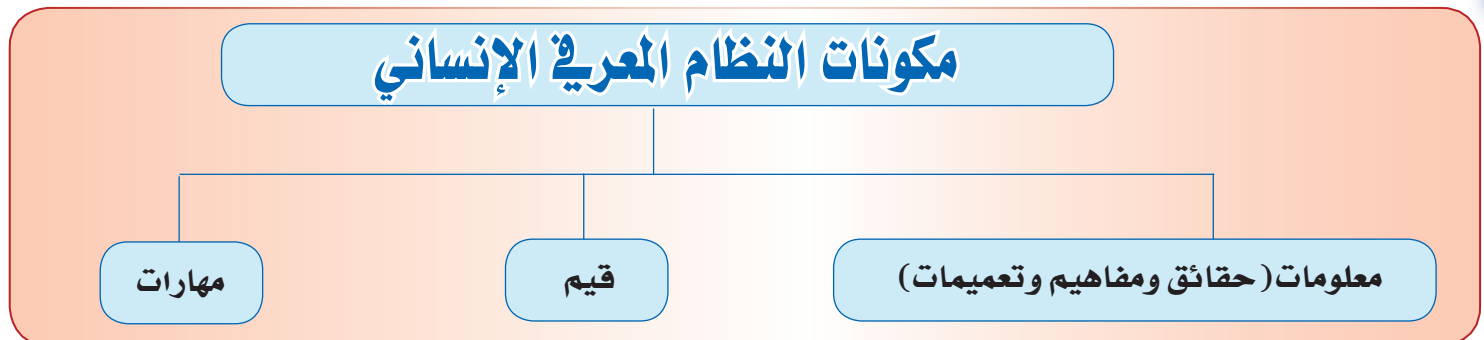 مكونات النظام المعرفي الإنساني
معلومات (حقائق ومفاهيم وتعميمات)
قيم
مهارات